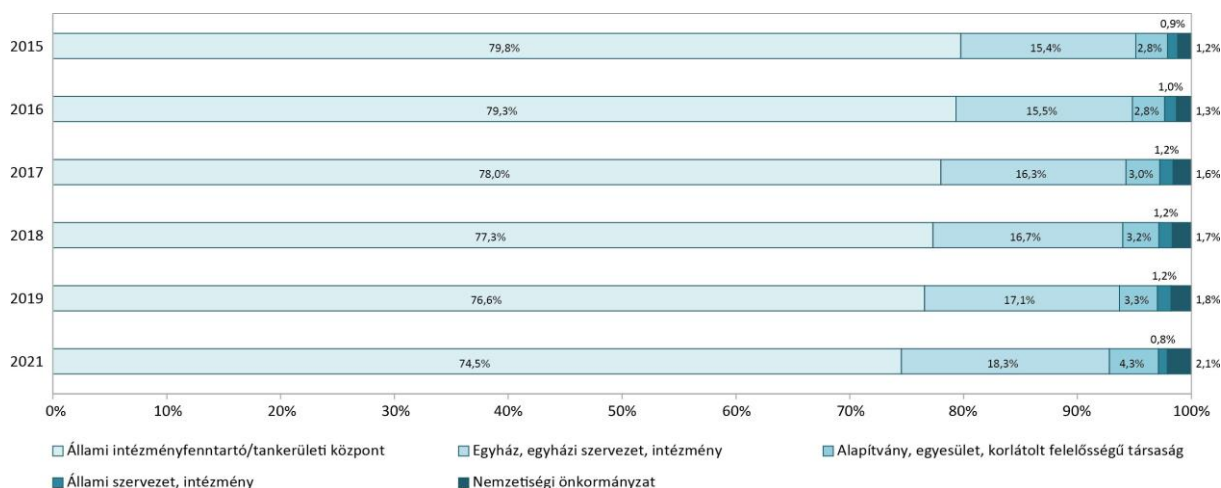 0,9%
2015 79,8% 15,4% 2,8% 1,2%
1,0%
2016 79,3% 15,5% 2,8% 1,3%
1,2%
2017 78,0% 16,3% 3,0% 1,6%
1,2%
2018 77,3% 16,7% 3,2% 1,7%
1,2%
2019 76,6% 17,1% 3,3% 1,8%
0,8%
2021 74,5% 18,3% 4,3% 2,1%
0% 10% 20% 30% 40% 50% 60% 70% 80% 90% 100%
Állami intézményfenntartó/tankerületi központ Egyház, egyházi szervezet, intézmény Alapítvány, egyesület, korlátolt felelősségű társaság
Állami szervezet, intézmény Nemzetiségi önkormányzat